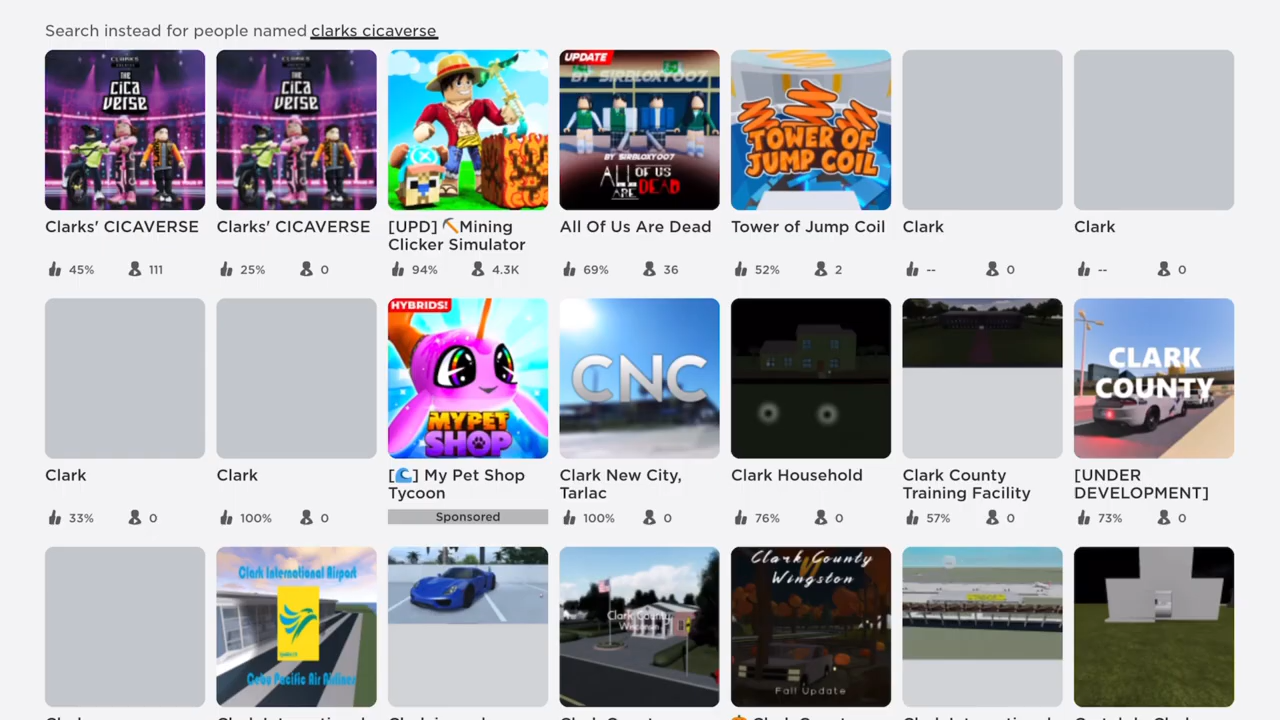 Search instead for people named clarks cicaverse
CLARKS
THE
CICA
VERSE
CLARKS
THE
CICA
VERSE
UPDATE
BY SIRBLOXY007
BY SIRBLOXY007
ALL OF US
ARE DEAD
TOWER OF
JUMP COIL
Clarks' CICAVERSE
Clarks' CICAVERSE
[UPD] ⛏️Mining
Clicker Simulator
All Of Us Are Dead
Tower of Jump Coil
Clark
Clark
45% 111
25% 0
94% 4.3K
69% 36
52% 2
-- 0
-- 0
HYBRIDS!
MY PET
SHOP
CNC
CLARK
COUNTY
Clark
Clark
[🌊] My Pet Shop
Tycoon
Clark New City,
Tarlac
Clark Household
Clark County
Training Facility
[UNDER
DEVELOPMENT]
33% 0
100% 0
Sponsored
100% 0
76% 0
57% 0
73% 0
Clark International Airport
Cebu Pacific Air Airlines
Clark County
Clark County
Wingston
Fall Update